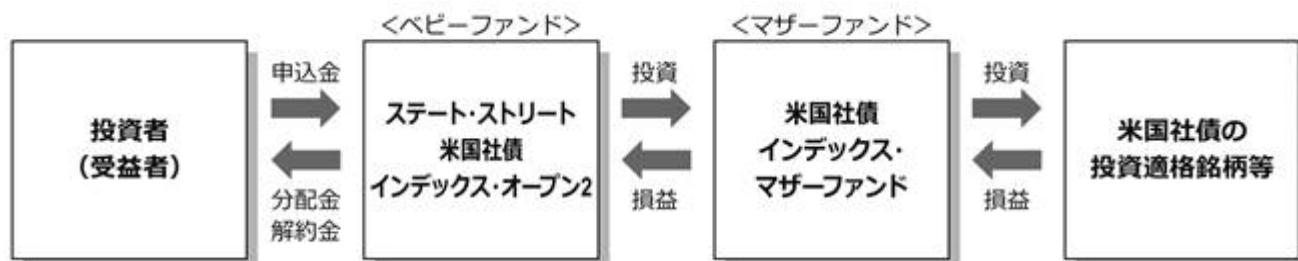 <ベビーファンド>
<マザーファンド>
投資者
(受益者)
申込金
分配金
解約金
ステート・ストリート
米国社債
インデックス・オープン2
投資
損益
米国社債
インデックス・
マザーファンド
投資
損益
米国社債の
投資適格銘柄等